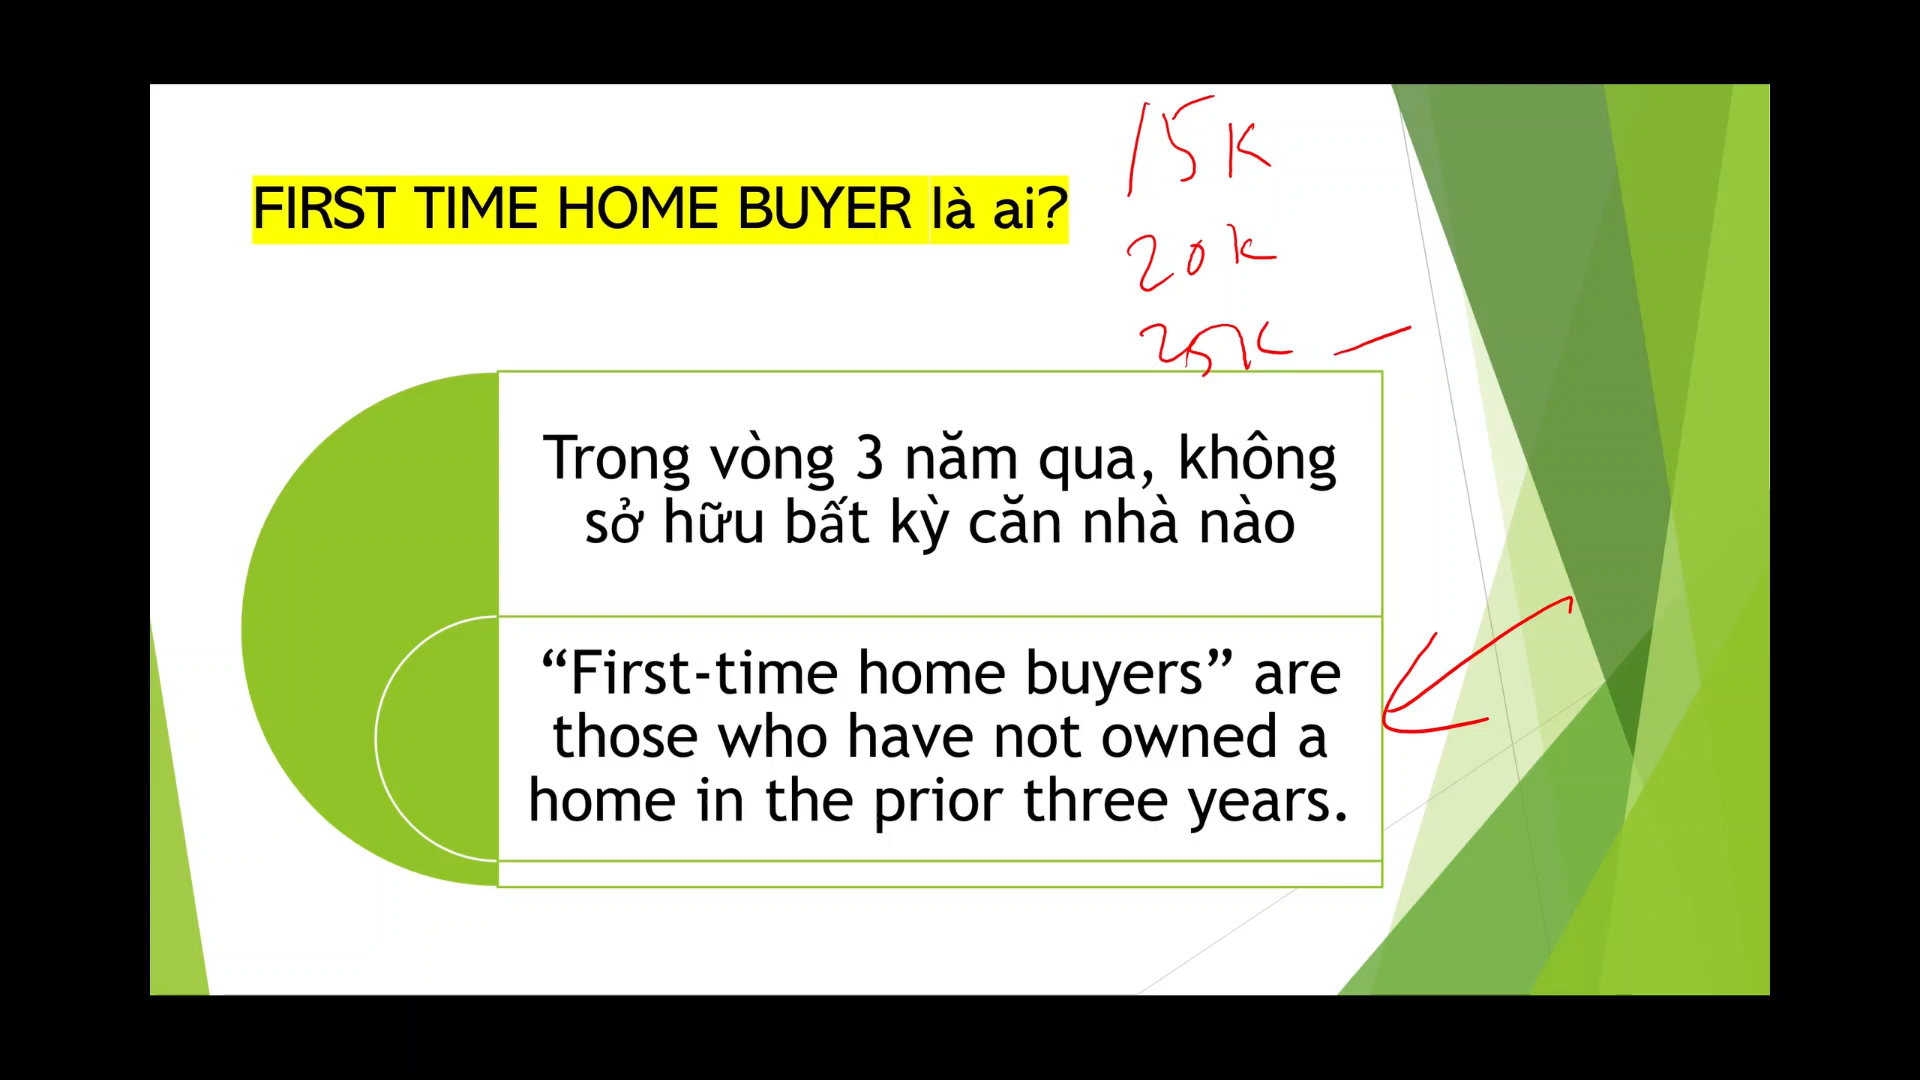 15K
FIRST TIME HOME BUYER là ai?
20K
25K
Trong vòng 3 năm qua, không
sở hữu bất kỳ căn nhà nào
“First-time home buyers” are
those who have not owned a
home in the prior three years.